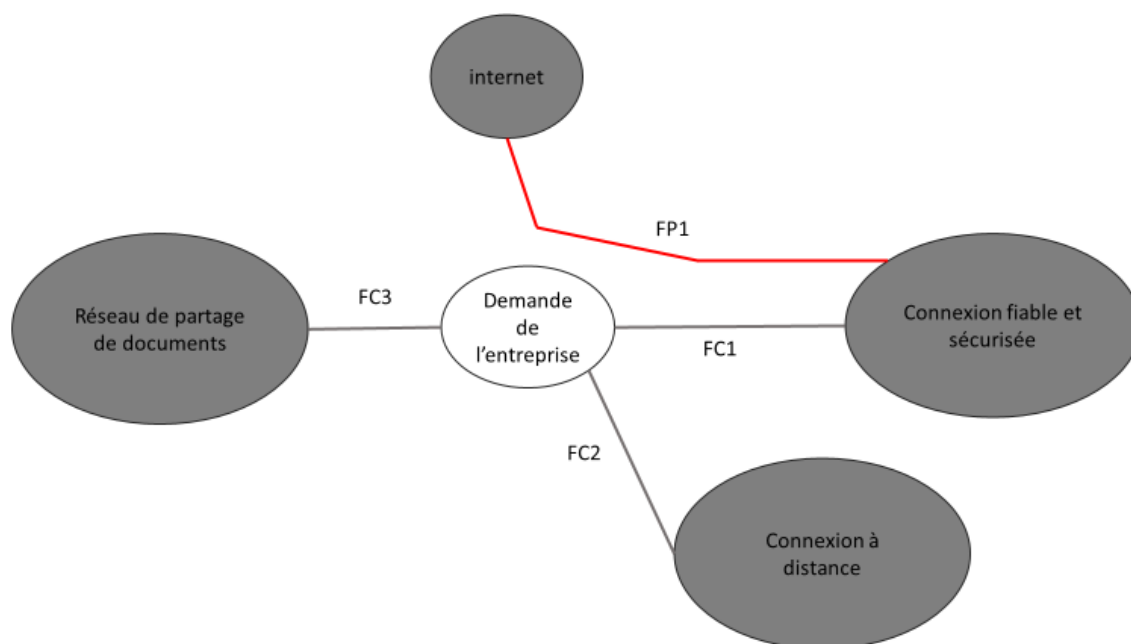 internet
FP1
Réseau de partage
de documents
FC3
Demande
de
l'entreprise
FC1
Connexion fiable et
sécurisée
FC2
Connexion à
distance